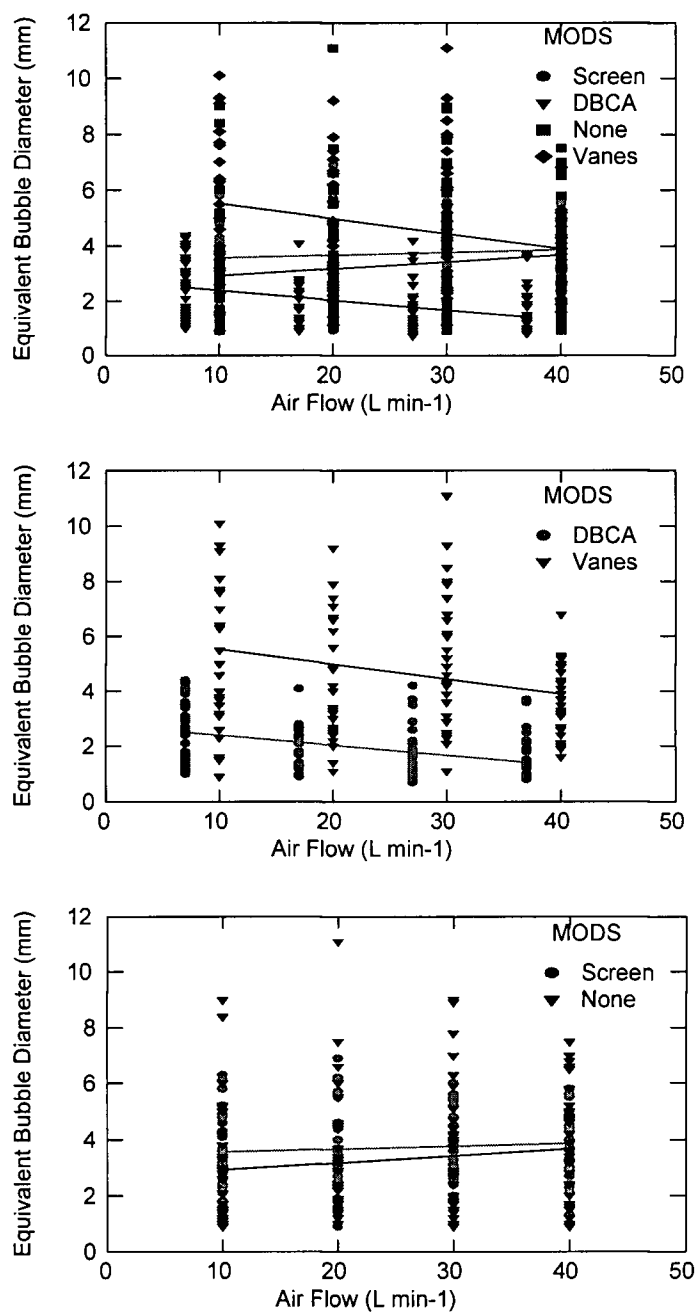 12
10
8
6
4
2
0
Equivalent Bubble Diameter (mm)
MODS
Screen
DBCA
None
Vanes
0 10 20 30 40 50
Air Flow (L min-1)
12
10
8
6
4
2
0
Equivalent Bubble Diameter (mm)
MODS
DBCA
Vanes
0 10 20 30 40 50
Air Flow (L min-1)
12
10
8
6
4
2
0
Equivalent Bubble Diameter (mm)
MODS
Screen
None
0 10 20 30 40 50
Air Flow (L min-1)